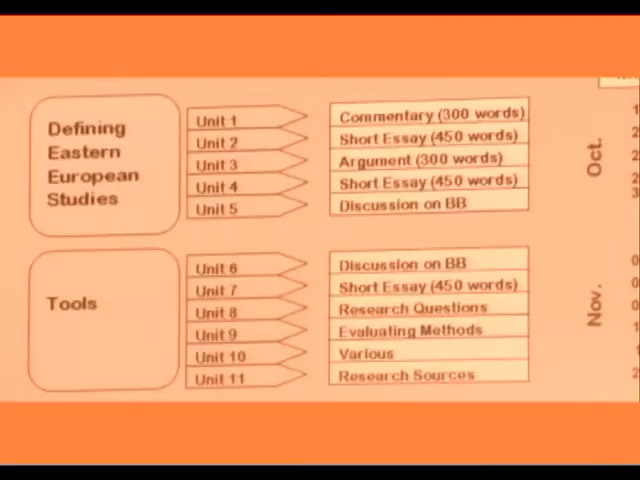 Defining
Eastern
European
Studies
Unit 1
Commentary (300 words)
Unit 2
Short Essay (450 words)
Unit 3
Argument (300 words)
Unit 4
Short Essay (450 words)
Unit 5
Discussion on BB
Oct.
Tools
Unit 6
Discussion on BB
Unit 7
Short Essay (450 words)
Unit 8
Research Questions
Unit 9
Evaluating Methods
Unit 10
Various
Unit 11
Research Sources
Nov.